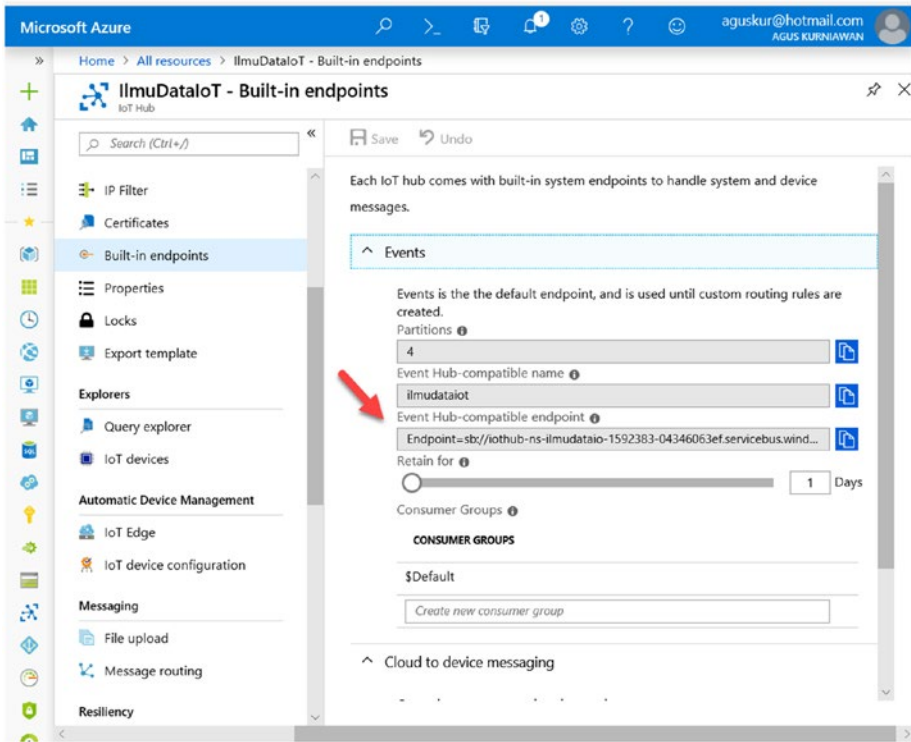 Microsoft Azure
1
aguskur@hotmail.com
AGUS KURNIAWAN
Home > All resources > IlmuDataIoT - Built-in endpoints
IlmuDataIoT - Built-in endpoints
IoT Hub
Search (Ctrl+/)
IP Filter
Certificates
Built-in endpoints
Properties
Locks
Export template
Explorers
Query explorer
IoT devices
Automatic Device Management
IoT Edge
IoT device configuration
Messaging
File upload
Message routing
Resiliency
Save Undo
Each IoT hub comes with built-in system endpoints to handle system and device
messages.
Events
Events is the the default endpoint, and is used until custom routing rules are
created.
Partitions
4
Event Hub-compatible name
ilmudataiot
Event Hub-compatible endpoint
Endpoint=sb://iothub-ns-ilmudataio-1592383-04346063ef.servicebus.wind...
Retain for
1 Days
Consumer Groups
CONSUMER GROUPS
$Default
Create new consumer group
Cloud to device messaging